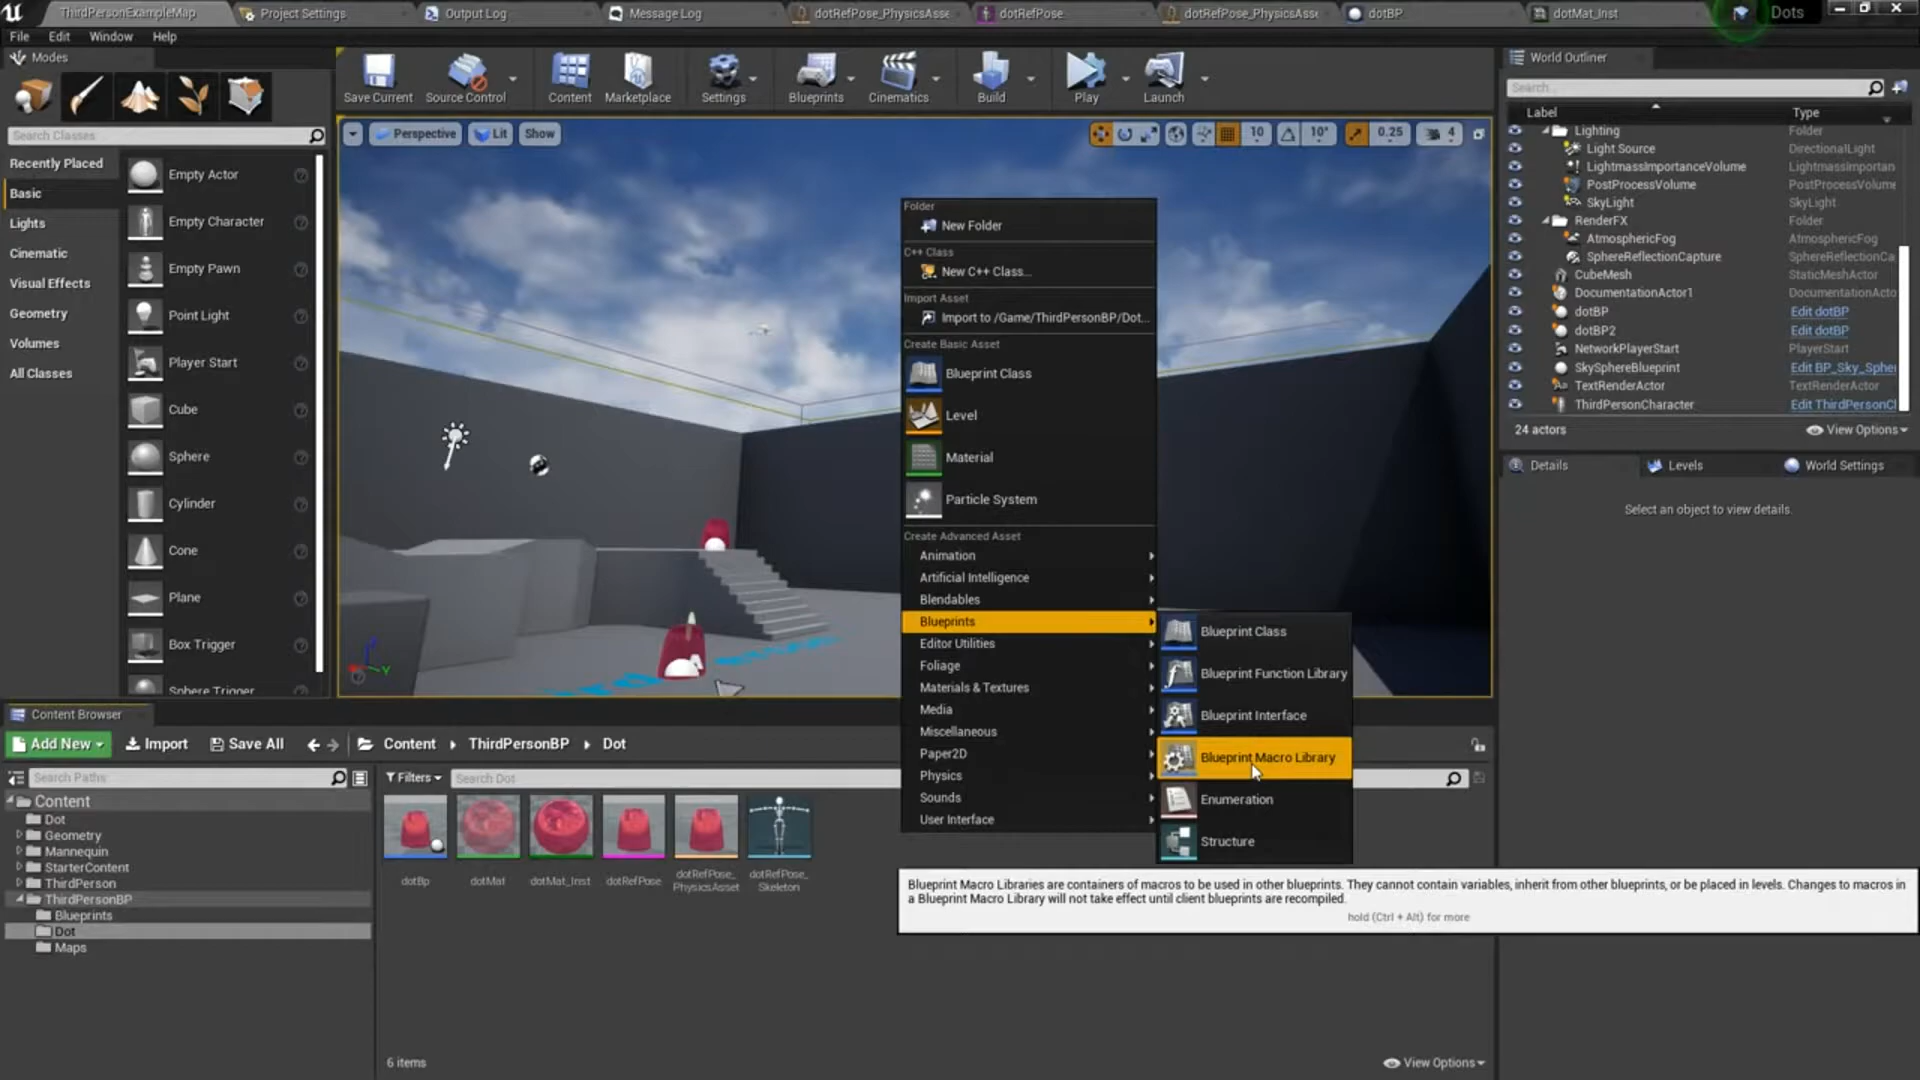 ThirdPersonExampleMap
Project Settings
Output Log
Message Log
dotRefPose_PhysicsAsse
dotRefPose
dotRefPose_PhysicsAsse
dotBP
dotMat_Inst
Dots
File Edit Window Help
Modes
Search Classes
Recently Placed
Basic
Lights
Cinematic
Visual Effects
Geometry
Volumes
All Classes
Empty Actor
Empty Character
Empty Pawn
Point Light
Player Start
Cube
Sphere
Cylinder
Cone
Plane
Box Trigger
Sphere Trigger
Save Current
Source Control
Content
Marketplace
Settings
Blueprints
Cinematics
Build
Play
Launch
Perspective
Lit
Show
10
10°
0.25
4
Folder
New Folder
C++ Class
New C++ Class...
Import Asset
Import to /Game/ThirdPersonBP/Dot...
Create Basic Asset
Blueprint Class
Level
Material
Particle System
Create Advanced Asset
Animation
Artificial Intelligence
Blendables
Blueprints
Editor Utilities
Foliage
Materials & Textures
Media
Miscellaneous
Paper2D
Physics
Sounds
User Interface
Blueprint Class
Blueprint Function Library
Blueprint Interface
Blueprint Macro Library
Enumeration
Structure
Blueprint Macro Libraries are containers of macros to be used in other blueprints. They cannot contain variables, inherit from other blueprints, or be placed in levels. Changes to macros in
a Blueprint Macro Library will not take effect until client blueprints are recompiled.
hold (Ctrl + Alt) for more
World Outliner
Search...
Label Type
Lighting Folder
Light Source DirectionalLight
LightmassImportanceVolume LightmassImportan
PostProcessVolume PostProcessVolume
SkyLight SkyLight
RenderFX Folder
AtmosphericFog AtmosphericFog
SphereReflectionCapture SphereReflectionCa
CubeMesh StaticMeshActor
DocumentationActor1 DocumentationActo
dotBP Edit dotBP
dotBP2 Edit dotBP
NetworkPlayerStart PlayerStart
SkySphereBlueprint Edit BP_Sky_Sphe
TextRenderActor TextRenderActor
ThirdPersonCharacter Edit ThirdPersonCl
24 actors
View Options
Details
Levels
World Settings
Select an object to view details.
Content Browser
Add New
Import
Save All
Content
ThirdPersonBP
Dot
Search Paths
Filters
Search Dot
Content
Dot
Geometry
Mannequin
StarterContent
ThirdPerson
ThirdPersonBP
Blueprints
Dot
Maps
dotBp
dotMat
dotMat_Inst
dotRefPose
dotRefPose_
PhysicsAsset
dotRefPose_
Skeleton
6 items
View Options